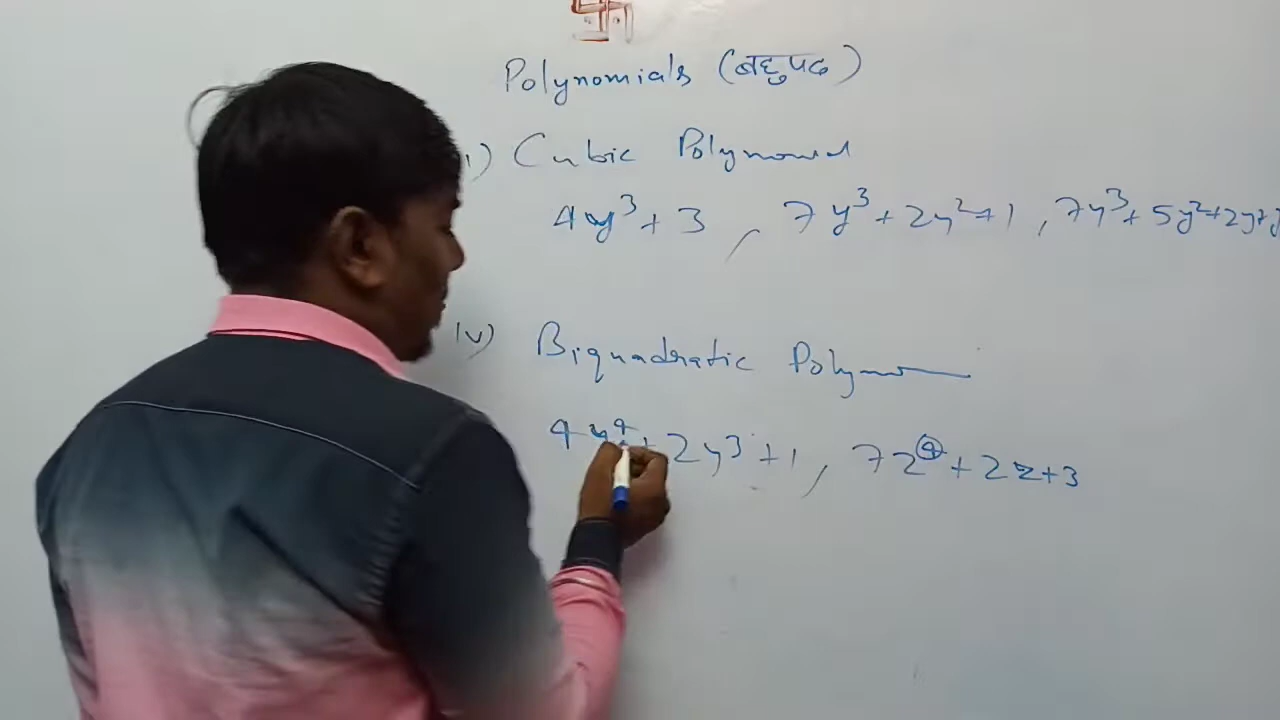 Polynomials (बहुपद)
i) Cubic Polynomial
4y³ + 3 , 7y³ + 2y² + 1 , 7y³ + 5y² + 2y +
iv) Biquadratic Polynom
4y⁴ + 2y³ + 1 , 7z⁴ + 2z + 3